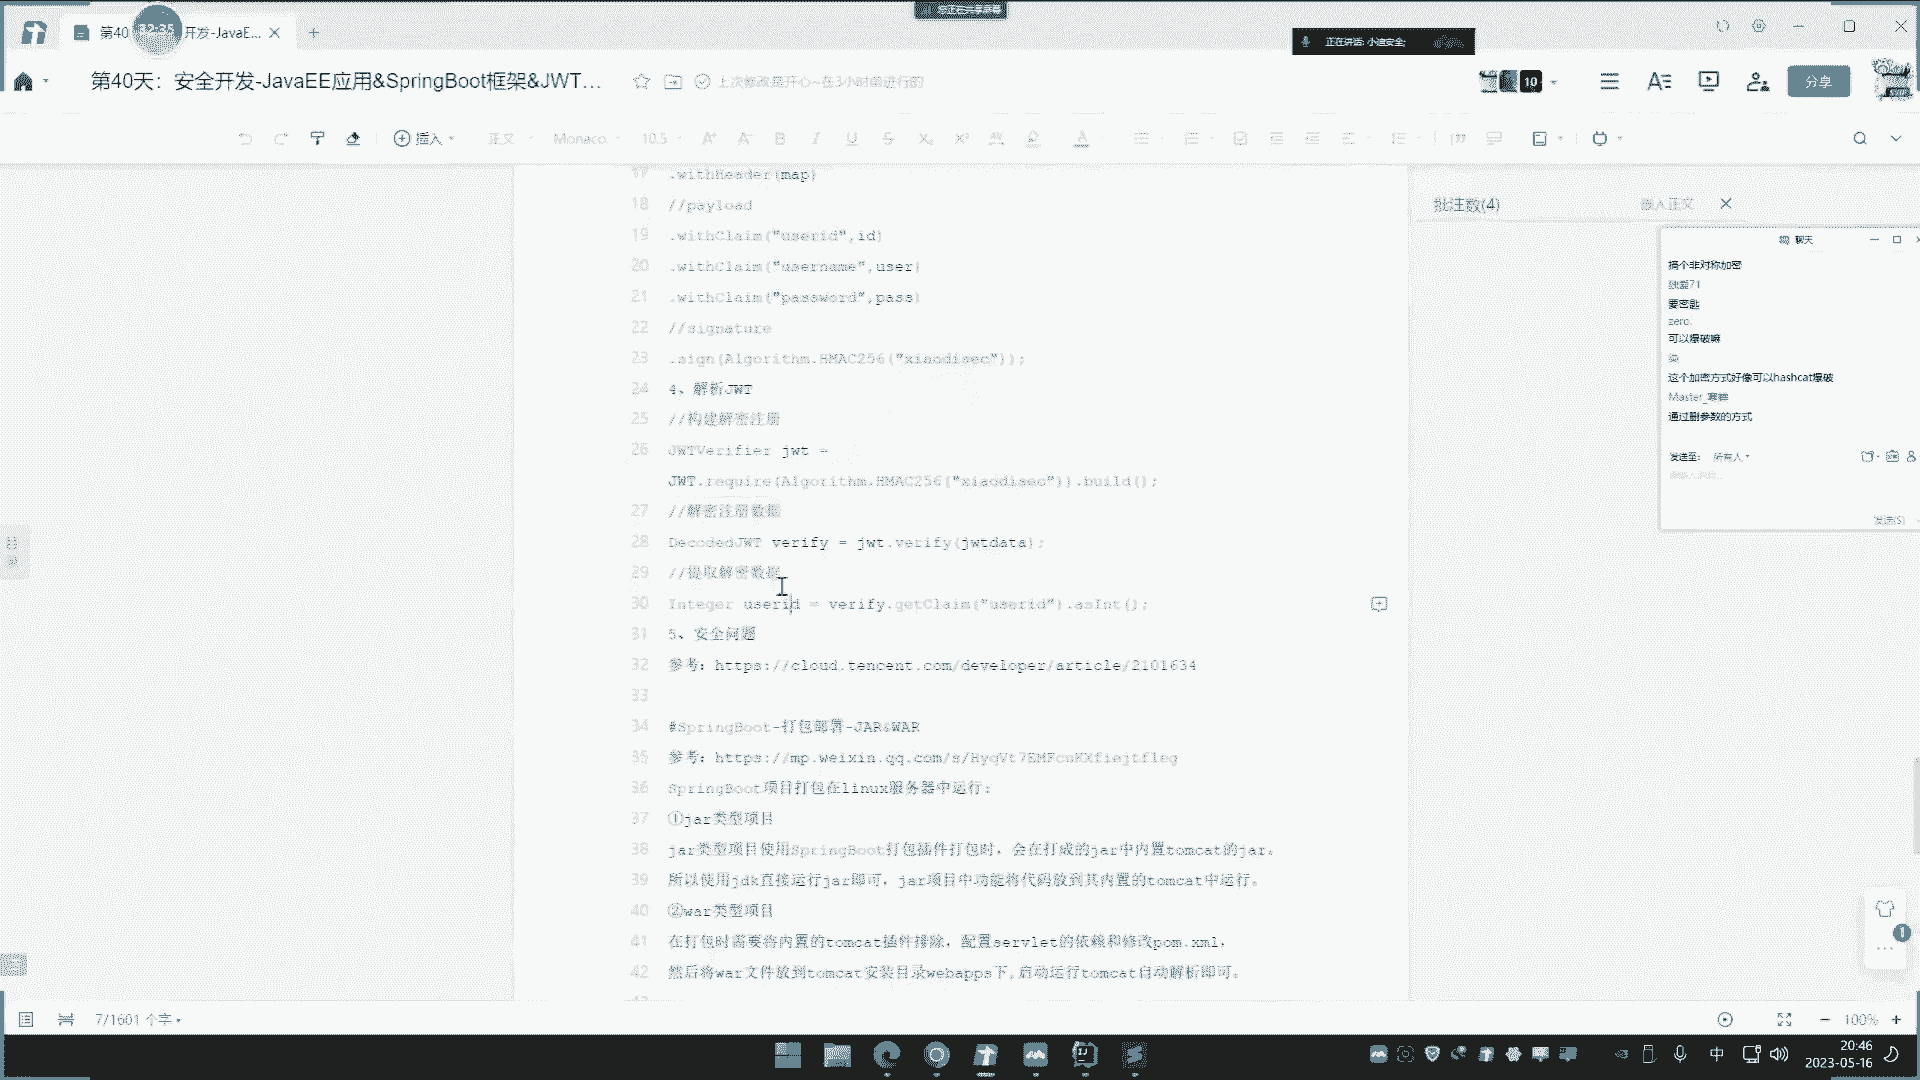 第40 开发-JavaE...
您正在共享屏幕
32:35
正在讲话: 小迪安全;
第40天：安全开发-JavaEE应用&SpringBoot框架&JWT...
上次修改是开心~在3小时前进行的
10
分享
插入
正文
Monaco
10.5
17 .withHeader(map)
18 //payload
19 .withClaim("userid",id)
20 .withClaim("username",user)
21 .withClaim("password",pass)
22 //signature
23 .sign(Algorithm.HMAC256("xiaodisec"));
24 4、解析JWT
25 //构建解密注册
26 JWTVerifier jwt =
JWT.require(Algorithm.HMAC256("xiaodisec")).build();
27 //解密注册数据
28 DecodedJWT verify = jwt.verify(jwtdata);
29 //提取解密数据
30 Integer userid = verify.getClaim("userid").asInt();
31 5、安全问题
32 参考：https://cloud.tencent.com/developer/article/2101634
33
34 #SpringBoot-打包部署-JAR&WAR
35 参考：https://mp.weixin.qq.com/s/HyqVt7EMFcuKXfiejtfleg
36 SpringBoot项目打包在linux服务器中运行：
37 ①jar类型项目
38 jar类型项目使用SpringBoot打包插件打包时，会在打成的jar中内置tomcat的jar。
39 所以使用jdk直接运行jar即可，jar项目中功能将代码放到其内置的tomcat中运行。
40 ②war类型项目
41 在打包时需要将内置的tomcat插件排除，配置servlet的依赖和修改pom.xml，
42 然后将war文件放到tomcat安装目录webapps下,启动运行tomcat自动解析即可。
批注数(4)
嵌入正文
聊天
搞个非对称加密
独爱71
要密匙
zero.
可以爆破嘛
这个加密方式好像可以hashcat爆破
通过删参数的方式
发送至: 所有人
发送(S)
1
7/1601 个字
100%
中
20:46
2023-05-16